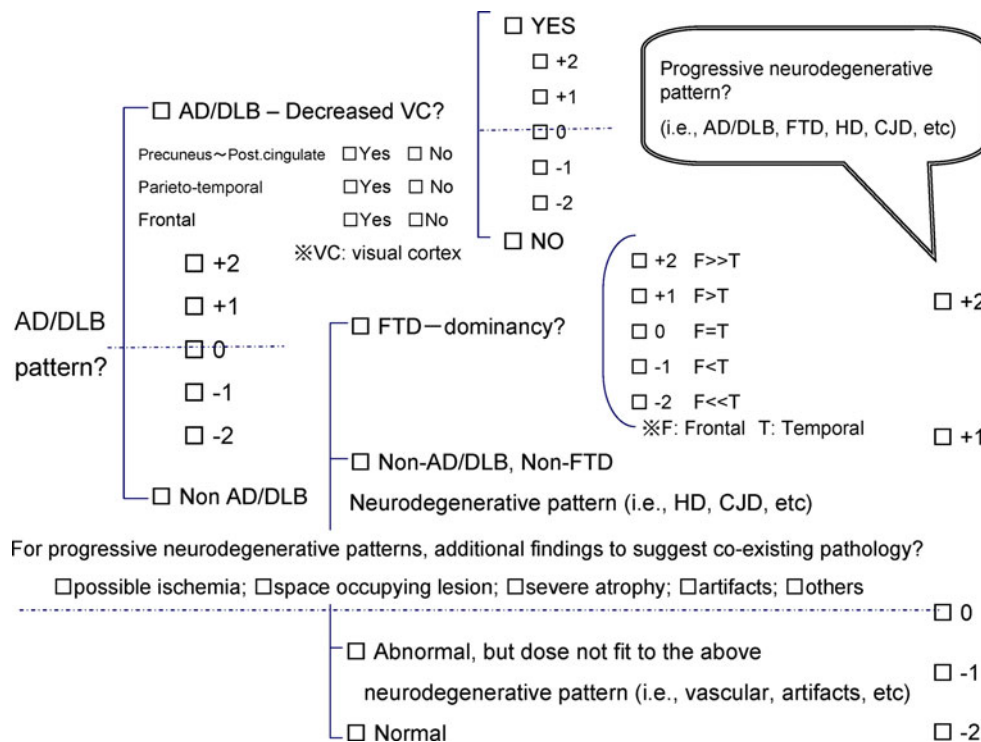 ☐ YES
☐ +2
☐ +1
☐ 0
☐ -1
☐ -2
☐ NO
Progressive neurodegenerative
pattern?
(i.e., AD/DLB, FTD, HD, CJD, etc)
☐ AD/DLB – Decreased VC?
Precuneus～Post.cingulate ☐Yes ☐ No
Parieto-temporal ☐Yes ☐ No
Frontal ☐Yes ☐No
※VC: visual cortex
☐ +2
☐ +1
☐ 0
☐ -1
☐ -2
AD/DLB
pattern?
☐ Non AD/DLB
☐ FTD－dominancy?
☐ +2 F>>T
☐ +1 F>T
☐ 0 F=T
☐ -1 F<T
☐ -2 F<<T
※F: Frontal T: Temporal
☐ Non-AD/DLB, Non-FTD
Neurodegenerative pattern (i.e., HD, CJD, etc)
☐ +2
☐ +1
For progressive neurodegenerative patterns, additional findings to suggest co-existing pathology?
☐possible ischemia; ☐space occupying lesion; ☐severe atrophy; ☐artifacts; ☐others
☐ 0
☐ Abnormal, but dose not fit to the above
neurodegenerative pattern (i.e., vascular, artifacts, etc)
☐ -1
☐ Normal
☐ -2